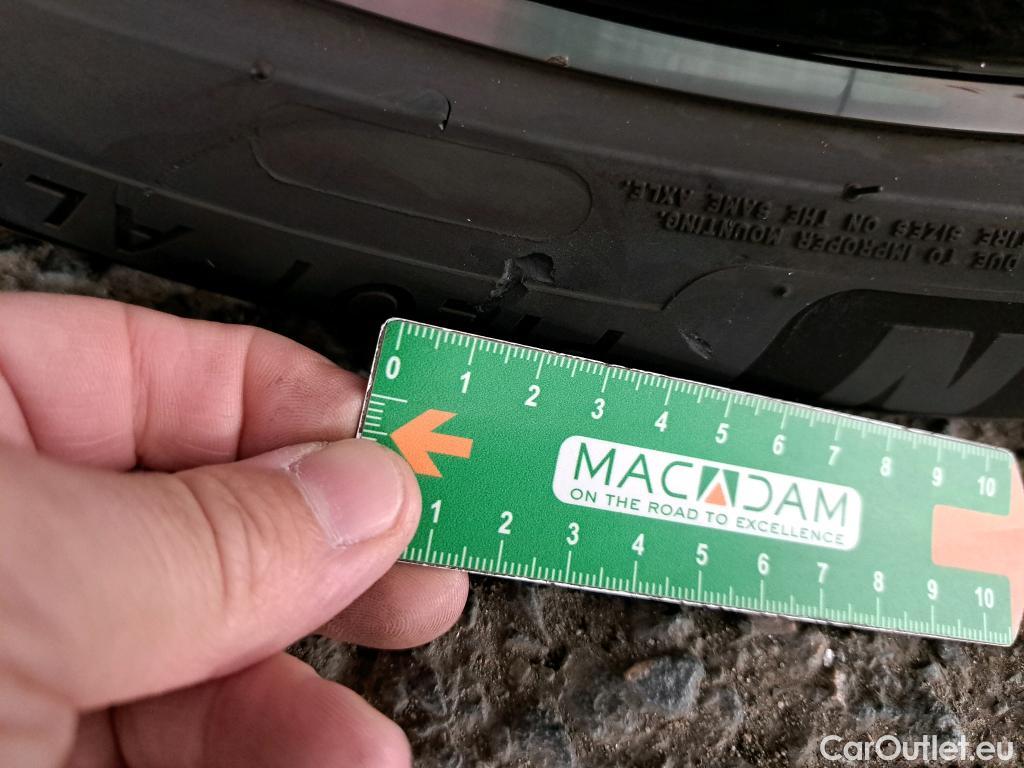 DUE TO IMPROPER MOUNTING,
TIRE SIZES ON THE SAME AXLE.
0 1 2 3 4 5 6 7 8 9 10
MACADAM
ON THE ROAD TO EXCELLENCE
1 2 3 4 5 6 7 8 9 10
CarOutlet.eu